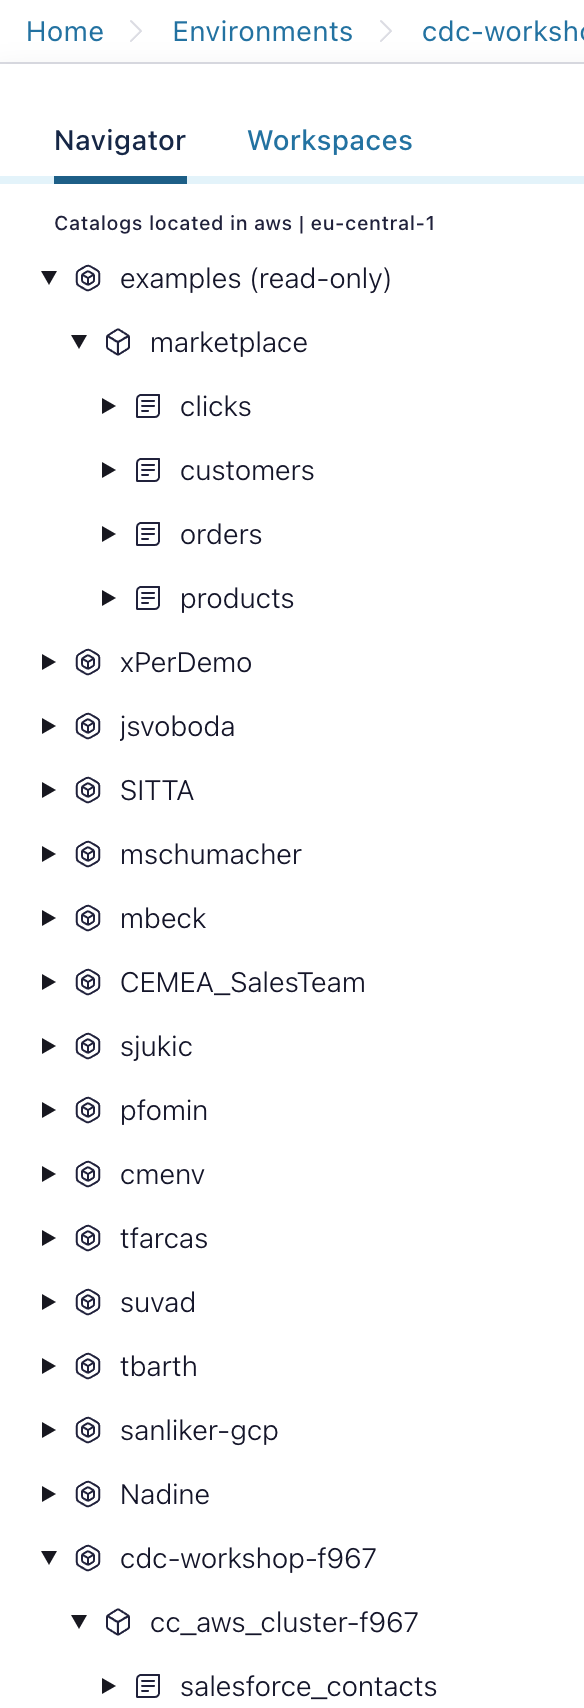 Home Environments
Navigator Workspaces
Catalogs located in aws | eu-central-1
examples (read-only)
marketplace
clicks
customers
orders
products
xPerDemo
jsvoboda
SITTA
mschumacher
mbeck
CEMEA_SalesTeam
sjukic
pfomin
cmenv
tfarcas
suvad
tbarth
sanliker-gcp
Nadine
cdc-workshop-f967
cc_aws_cluster-f967
salesforce_contacts